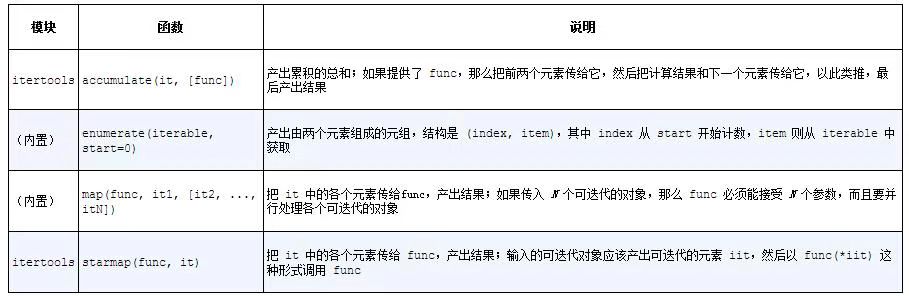 模块 函数 说明
itertools accumulate(it, [func]) 产出累积的总和；如果提供了 func，那么把前两个元素传给它，然后把计算结果和下一个元素传给它，以此类推，最
后产出结果
（内置） enumerate(iterable, 产出由两个元素组成的元组，结构是 (index, item)，其中 index 从 start 开始计数，item 则从 iterable 中
start=0) 获取
（内置） map(func, it1, [it2, ..., 把 it 中的各个元素传给func，产出结果；如果传入 N 个可迭代的对象，那么 func 必须能接受 N 个参数，而且要并
itN]) 行处理各个可迭代的对象
itertools starmap(func, it) 把 it 中的各个元素传给 func，产出结果；输入的可迭代对象应该产出可迭代的元素 iit，然后以 func(*iit) 这
种形式调用 func